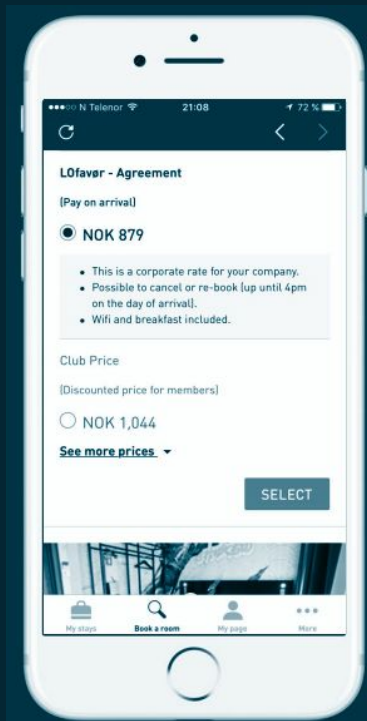 N Telenor 21:08 72 %
LOfavør - Agreement
(Pay on arrival)
NOK 879
• This is a corporate rate for your company.
• Possible to cancel or re-book (up until 4pm
on the day of arrival).
• Wifi and breakfast included.
Club Price
(Discounted price for members)
NOK 1,044
See more prices
SELECT
My stays Book a room My page More